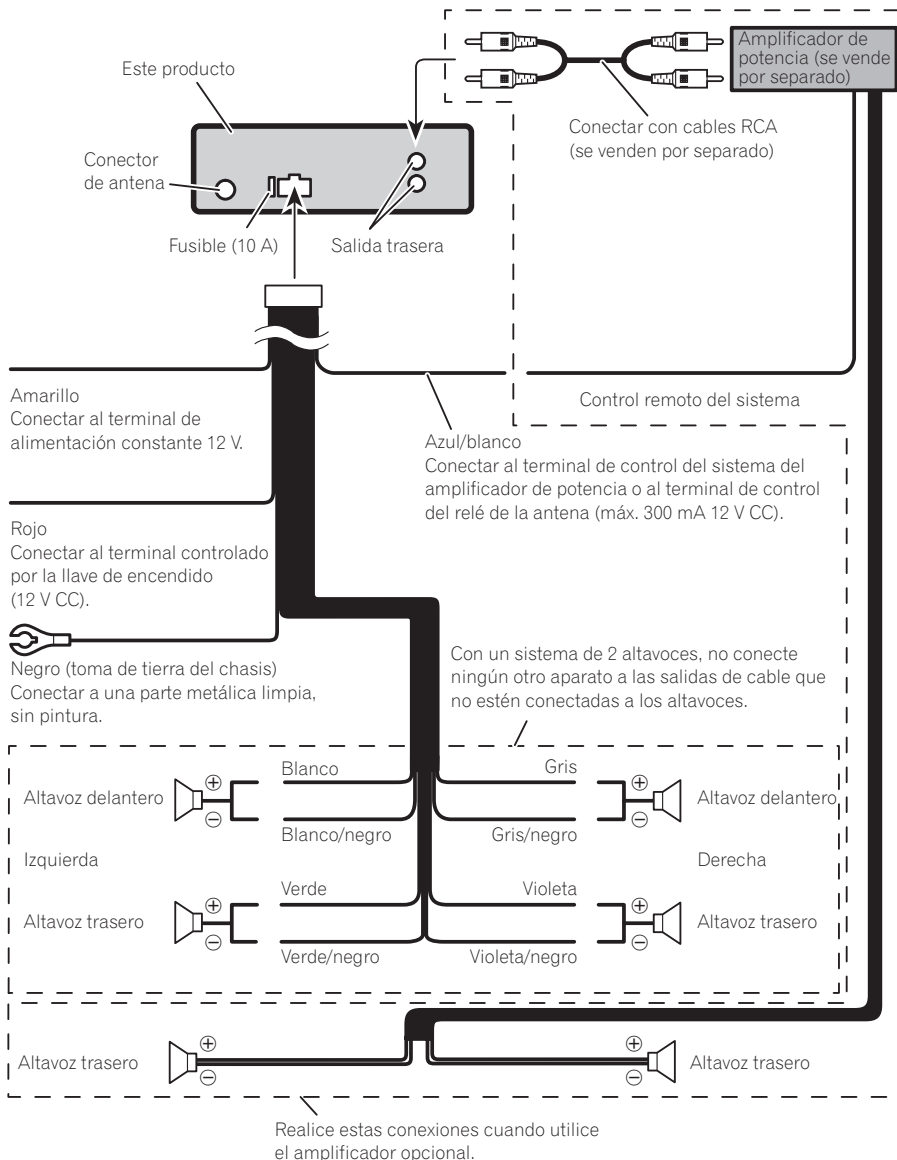 Amplificador de
potencia (se vende
por separado)
Este producto
Conectar con cables RCA
(se venden por separado)
Conector
de antena
Fusible (10 A)
Salida trasera
Amarillo
Conectar al terminal de
alimentación constante 12 V.
Control remoto del sistema
Azul/blanco
Conectar al terminal de control del sistema del
amplificador de potencia o al terminal de control
del relé de la antena (máx. 300 mA 12 V CC).
Rojo
Conectar al terminal controlado
por la llave de encendido
(12 V CC).
Negro (toma de tierra del chasis)
Conectar a una parte metálica limpia,
sin pintura.
Con un sistema de 2 altavoces, no conecte
ningún otro aparato a las salidas de cable que
no estén conectadas a los altavoces.
Blanco
Gris
Altavoz delantero
⊕
⊕
Altavoz delantero
⊖
⊖
Blanco/negro
Gris/negro
Izquierda
Derecha
Verde
Violeta
Altavoz trasero
⊕
⊕
Altavoz trasero
⊖
⊖
Verde/negro
Violeta/negro
Altavoz trasero
⊕
⊕
Altavoz trasero
⊖
⊖
Realice estas conexiones cuando utilice
el amplificador opcional.